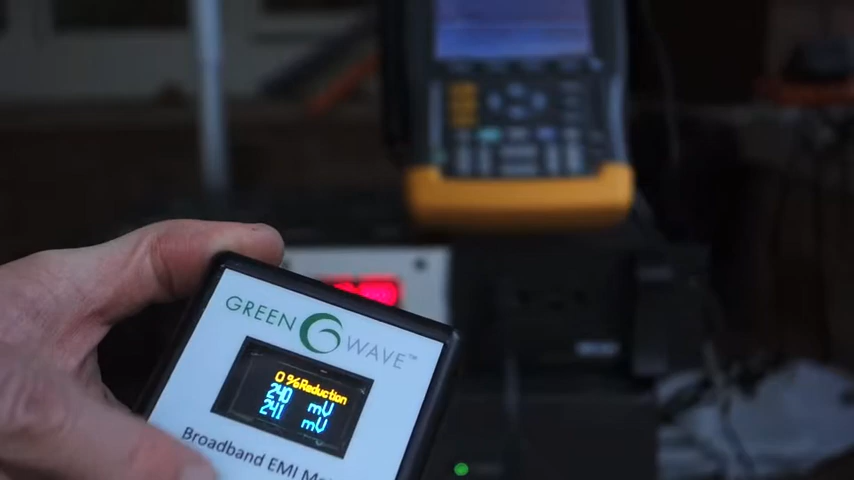 GREEN WAVE™
0 %Reduction
240 mV
241 mV
Broadband EMI